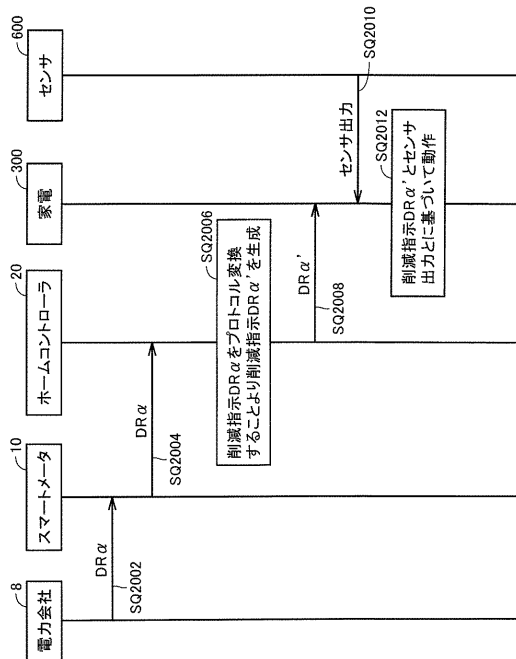 8
電力会社
10
スマートメータ
20
ホームコントローラ
300
家電
600
センサ
DRα
SQ2002
DRα
SQ2004
SQ2006
削減指示DRαをプロトコル変換
することより削減指示DRα'を生成
DRα'
SQ2008
センサ出力
SQ2010
SQ2012
削減指示DRα'とセンサ
出力とに基づいて動作